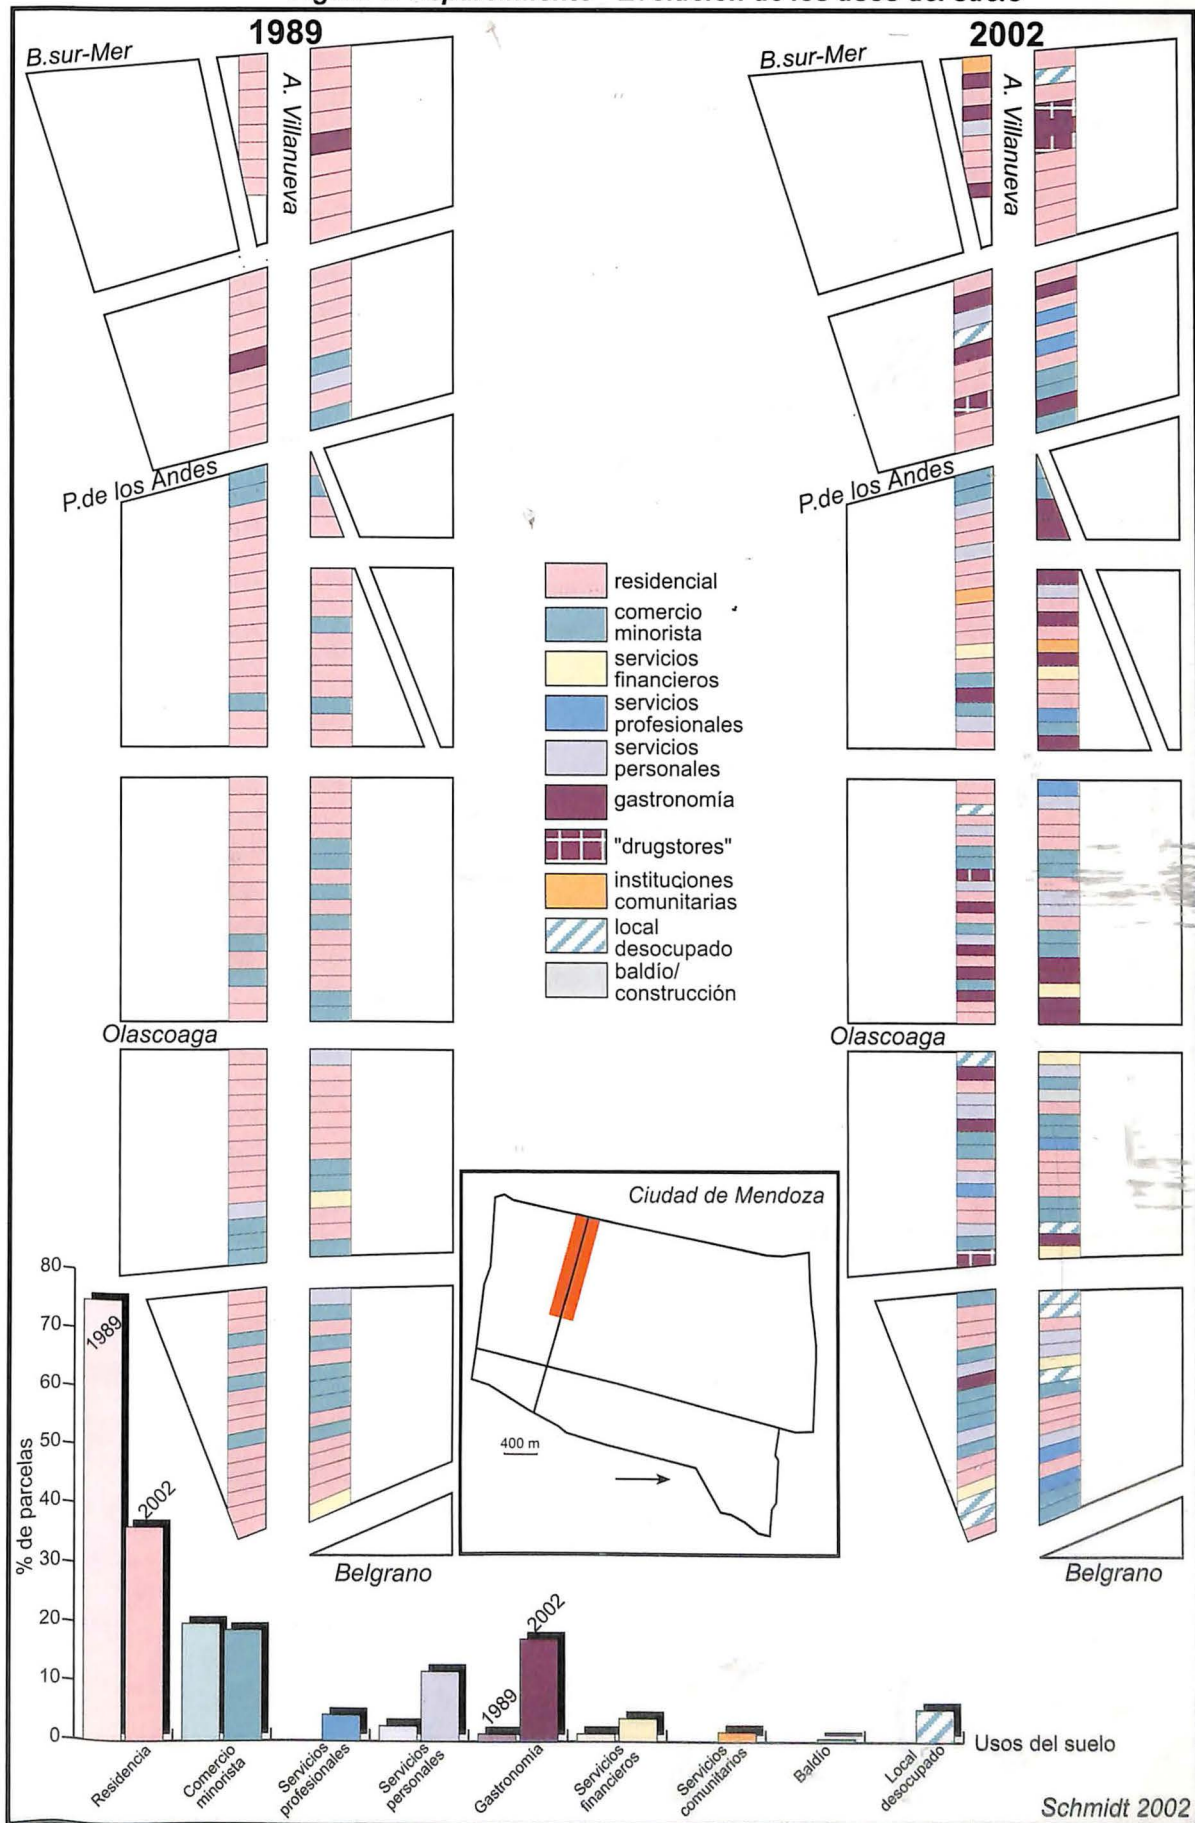 1989
2002
B.sur-Mer
A. Villanueva
B.sur-Mer
A. Villanueva
P.de los Andes
P.de los Andes
residencial
comercio
minorista
servicios
financieros
servicios
profesionales
servicios
personales
gastronomía
"drugstores"
instituciones
comunitarias
local
desocupado
baldío/
construcción
Olascoaga
Olascoaga
Ciudad de Mendoza
400 m
Belgrano
Belgrano
% de parcelas
80
70
60
50
40
30
20
10
0
1989
2002
1989
2002
Residencia
Comercio
minorista
Servicios
profesionales
Servicios
personales
Gastronomía
Servicios
financieros
Servicios
comunitarios
Baldío
Local
desocupado
Usos del suelo
Schmidt 2002